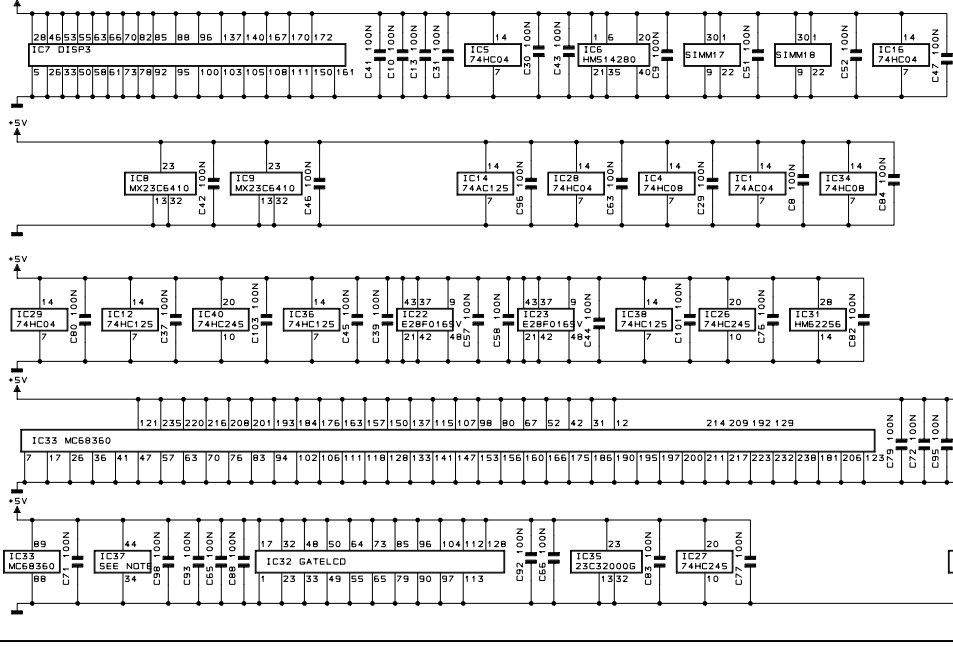 28 46 53 55 63 66 70 82 85 88 96 137 140 167 170 172
IC7 DISP3
5 26 33 50 58 61 73 78 92 95 100 103 105 108 111 150 161
C41 100N
C10 100N
C13 100N
C31 100N
14
IC5
74HC04
7
C30 100N
C43 100N
1 6 20
IC6
HM514280
21 35 40
C9 100N
30 1
SIMM17
9 22
C51 100N
30 1
SIMM18
9 22
C52 100N
14
IC16
74HC04
7
C47 100N
+5V
23
IC8
MX23C6410
13 32
C42 100N
23
IC9
MX23C6410
13 32
C46 100N
14
IC14
74AC125
7
C96 100N
14
IC28
74HC04
7
C63 100N
14
IC4
74HC08
7
C29 100N
14
IC1
74AC04
7
C8 100N
14
IC34
74HC08
7
C84 100N
+5V
14
IC29
74HC04
7
C80 100N
14
IC12
74HC125
7
C37 100N
20
IC40
74HC245
10
C103 100N
14
IC36
74HC125
7
C45 100N
C39 100N
43 37 9
IC22
E28F016SV
21 42 48
C57 100N
C58 100N
43 37 9
IC23
E28F016SV
21 42 48
C44 100N
14
IC38
74HC125
7
C101 100N
20
IC26
74HC245
10
C76 100N
28
IC31
HM62256
14
C82 100N
+5V
121 235 220 216 208 201 193 184 176 163 157 150 137 115 107 98 80 67 52 42 31 12 214 209 192 129
IC33 MC68360
7 17 26 36 41 47 57 63 70 76 83 94 102 106 111 118 128 133 141 147 153 156 160 166 175 186 190 195 197 200 211 217 223 232 238 181 206 123
C79 100N
C72 100N
C95 100N
+5V
89
IC33
MC68360
88
C71 100N
44
IC37
SEE NOTE
34
C98 100N
C93 100N
C65 100N
C88 100N
17 32 48 50 64 73 85 96 104 112 128
IC32 GATELCD
1 23 33 49 55 65 79 90 97 113
C92 100N
C66 100N
23
IC35
23C32000G
13 32
C83 100N
20
IC27
74HC245
10
C77 100N